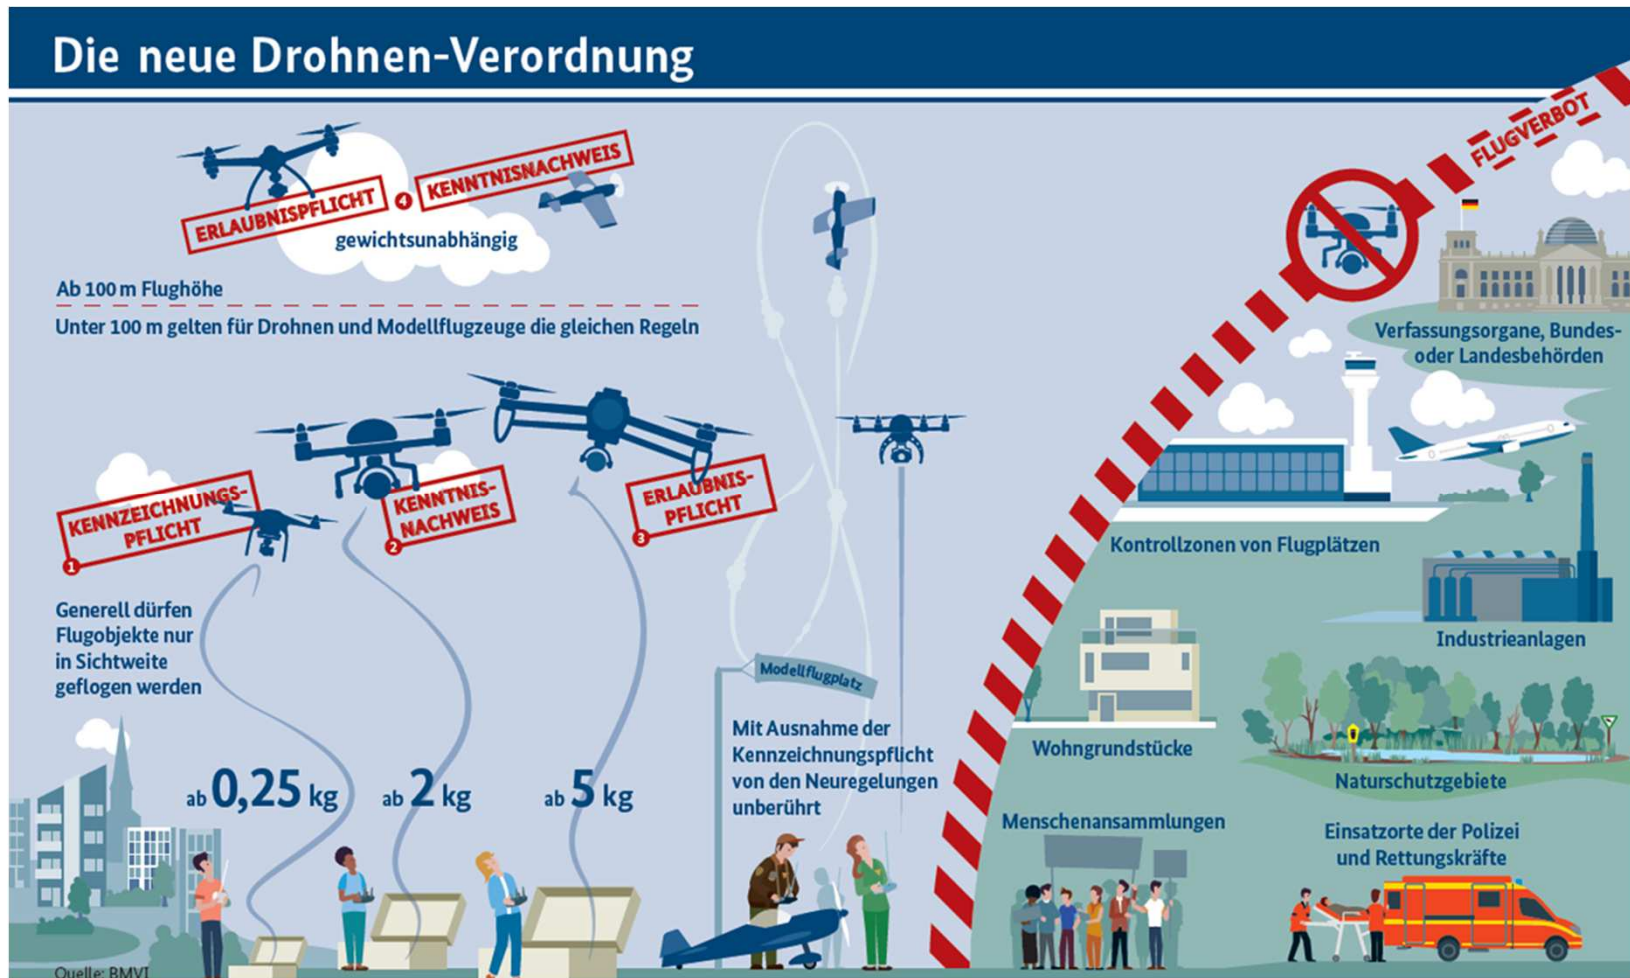 Die neue Drohnen-Verordnung
FLUGVERBOT
ERLAUBNISPFLICHT
4
KENNTNISNACHWEIS
gewichtsunabhängig
Ab 100 m Flughöhe
Unter 100 m gelten für Drohnen und Modellflugzeuge die gleichen Regeln
KENNZEICHNUNGS-
PFLICHT
1
KENNTNIS-
NACHWEIS
2
ERLAUBNIS-
PFLICHT
3
Generell dürfen
Flugobjekte nur
in Sichtweite
geflogen werden
ab 0,25 kg
ab 2 kg
ab 5 kg
Modellflugplatz
Mit Ausnahme der
Kennzeichnungspflicht
von den Neuregelungen
unberührt
Verfassungsorgane, Bundes-
oder Landesbehörden
Kontrollzonen von Flugplätzen
Industrieanlagen
Wohngrundstücke
Naturschutzgebiete
Menschenansammlungen
Einsatzorte der Polizei
und Rettungskräfte
Quelle: BMVI